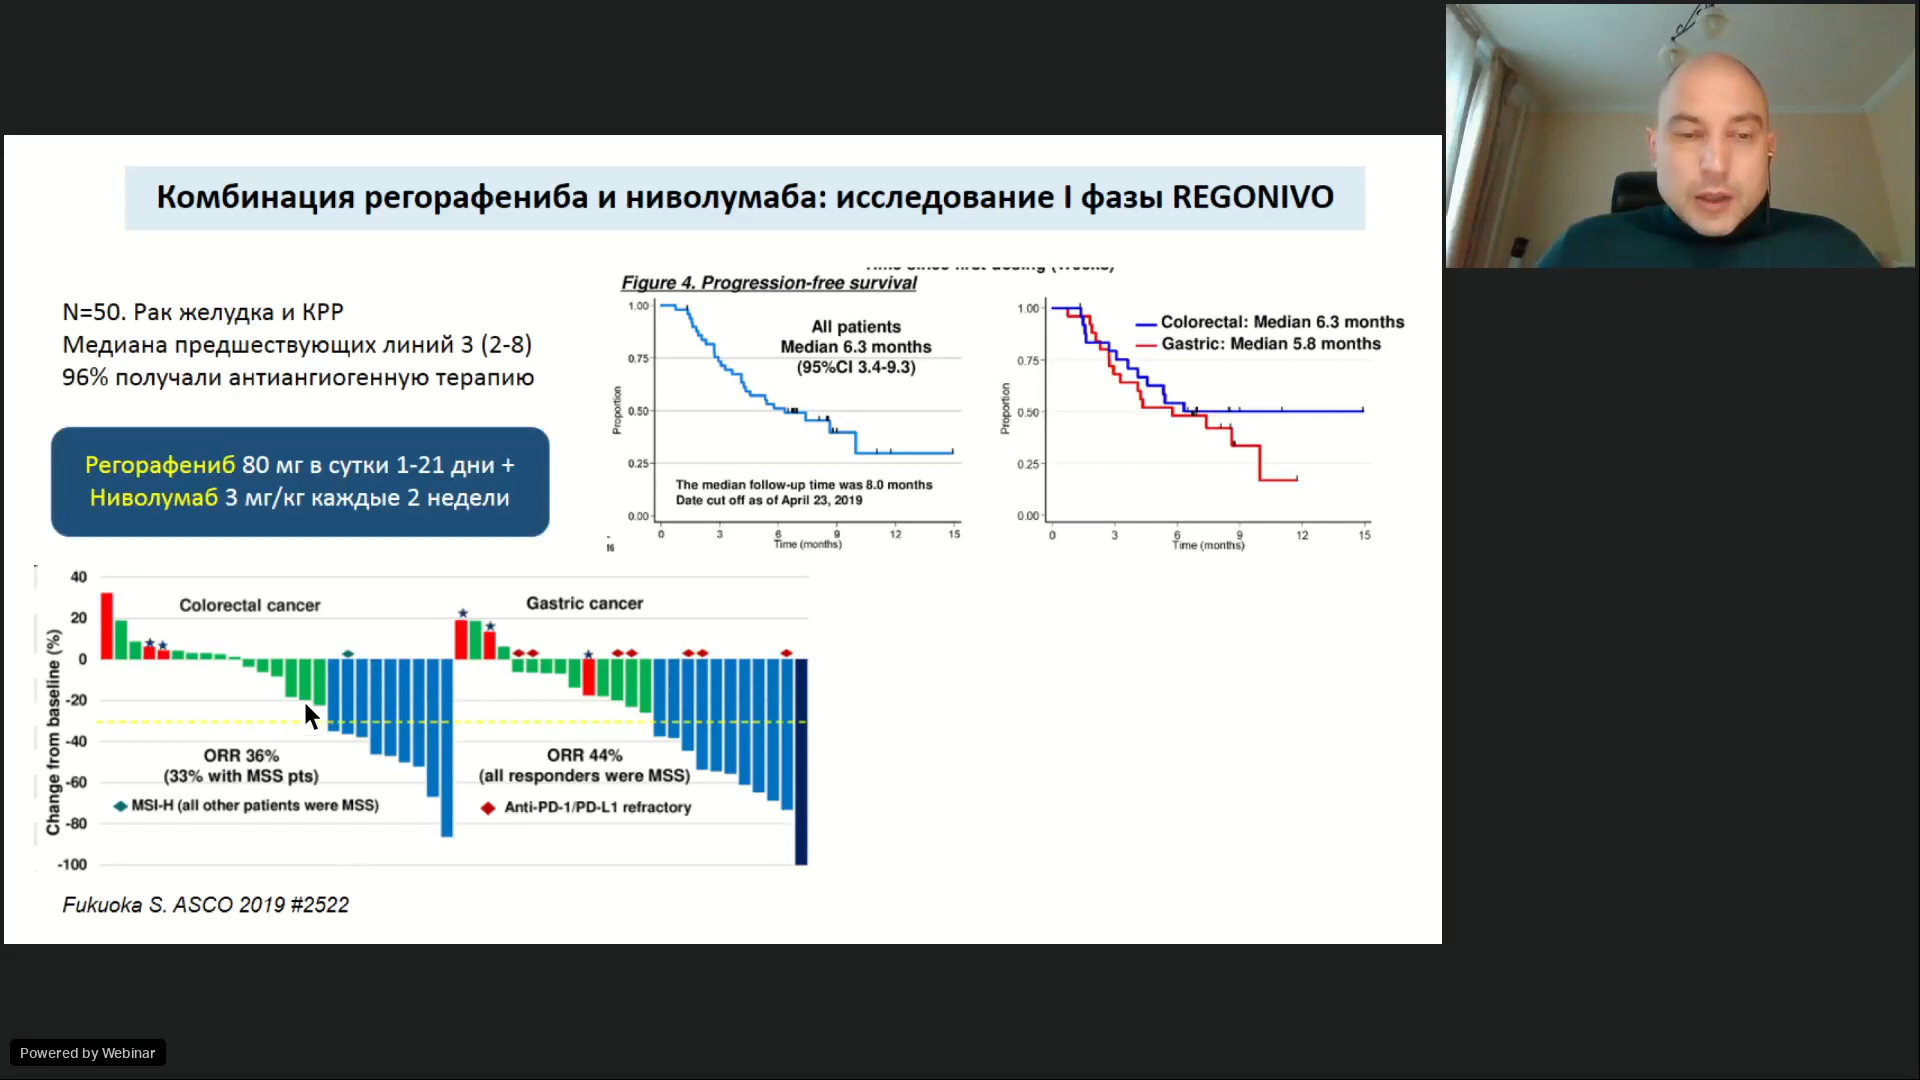 Комбинация регорафениба и ниволумаба: исследование I фазы REGONIVO
N=50. Рак желудка и КРР
Медиана предшествующих линий 3 (2-8)
96% получали антиангиогенную терапию
Регорафениб 80 мг в сутки 1-21 дни +
Ниволумаб 3 мг/кг каждые 2 недели
Time since first dosing (weeks)
Figure 4. Progression-free survival
All patients
Median 6.3 months
(95%CI 3.4-9.3)
The median follow-up time was 8.0 months
Date cut off as of April 23, 2019
Proportion
1.00
0.75
0.50
0.25
0.00
0 3 6 9 12 15
Time (months)
16
Colorectal: Median 6.3 months
Gastric: Median 5.8 months
Proportion
1.00
0.75
0.50
0.25
0.00
0 3 6 9 12 15
Time (months)
Change from baseline (%)
40
20
0
-20
-40
-60
-80
-100
Colorectal cancer
ORR 36%
(33% with MSS pts)
MSI-H (all other patients were MSS)
Gastric cancer
ORR 44%
(all responders were MSS)
Anti-PD-1/PD-L1 refractory
Fukuoka S. ASCO 2019 #2522
Powered by Webinar